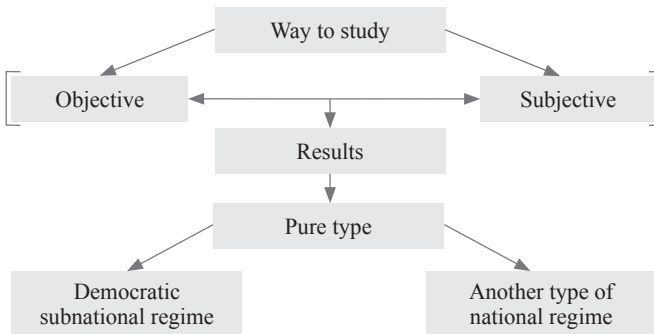 Way to study
Objective
Subjective
Results
Pure type
Democratic
subnational regime
Another type of
national regime